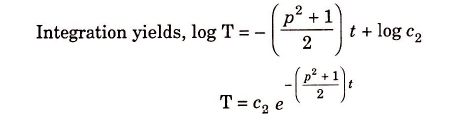 Integration yields, log T = − ( (p² + 1) / 2 ) t + log c₂
T = c₂ e^{−( (p² + 1) / 2 ) t}